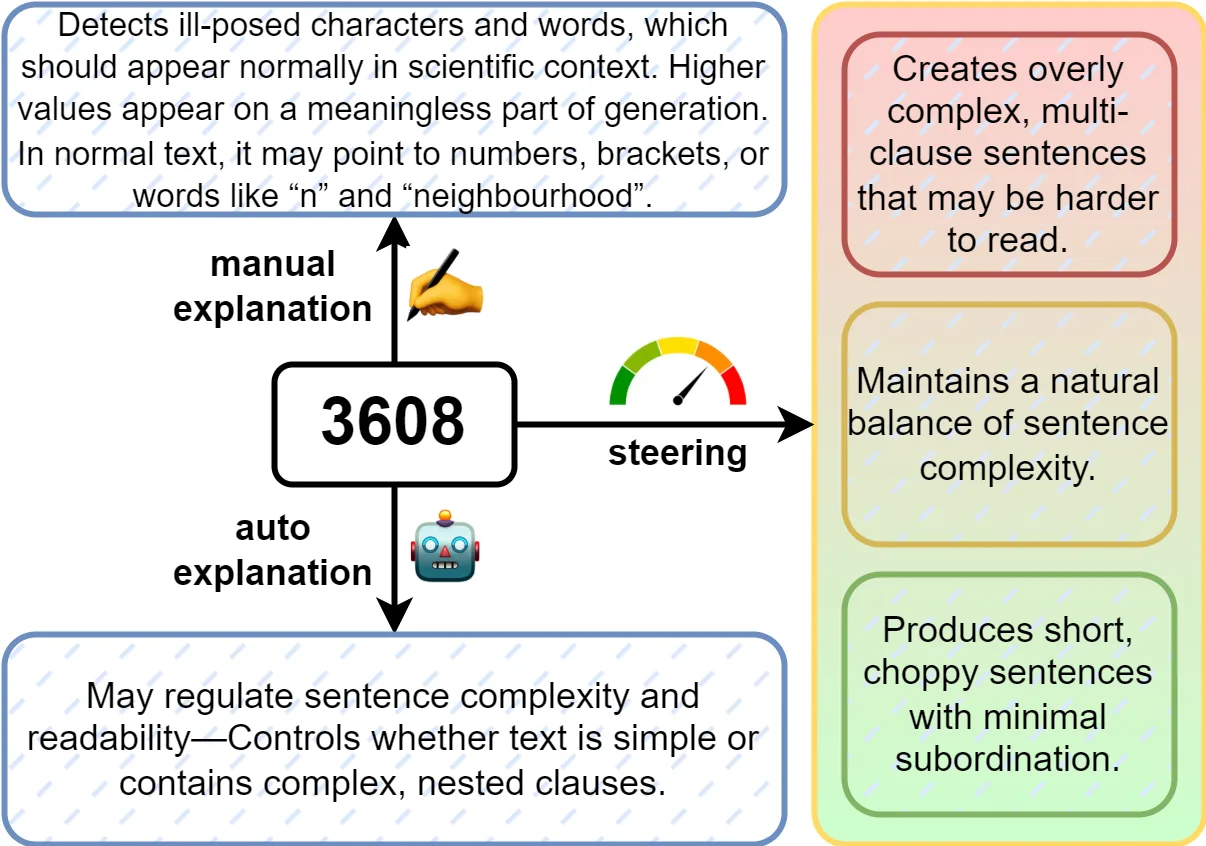 Detects ill-posed characters and words, which
should appear normally in scientific context. Higher
values appear on a meaningless part of generation.
In normal text, it may point to numbers, brackets, or
words like “n” and “neighbourhood”.
manual
explanation
3608
steering
auto
explanation
May regulate sentence complexity and
readability—Controls whether text is simple or
contains complex, nested clauses.
Creates overly
complex, multi-
clause sentences
that may be harder
to read.
Maintains a natural
balance of sentence
complexity.
Produces short,
choppy sentences
with minimal
subordination.